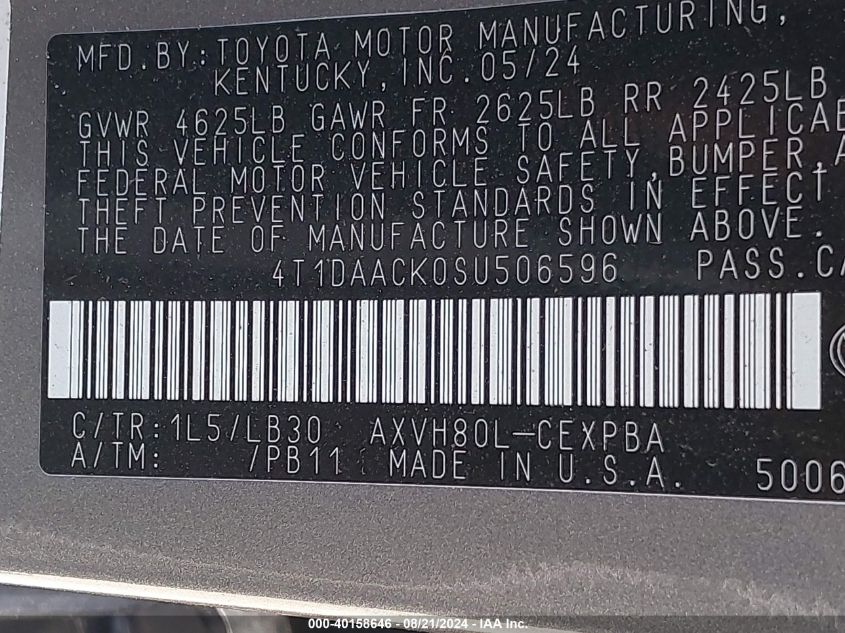 MFD.BY: TOYOTA MOTOR MANUFACTURING,
KENTUCKY, INC. 05/24
GVWR 4625LB GAWR FR 2625LB RR 2425LB
THIS VEHICLE CONFORMS TO ALL APPLICAB
FEDERAL MOTOR VEHICLE SAFETY, BUMPER, A
THEFT PREVENTION STANDARDS IN EFFECT
THE DATE OF MANUFACTURE SHOWN ABOVE.
4T1DAACK0SU506596 PASS.CA
C/TR:1L5/LB30 AXVH80L-CEXPBA
A/TM: /PB11 MADE IN U.S.A. 5006
000-40158646 - 08/21/2024 - IAA, Inc.